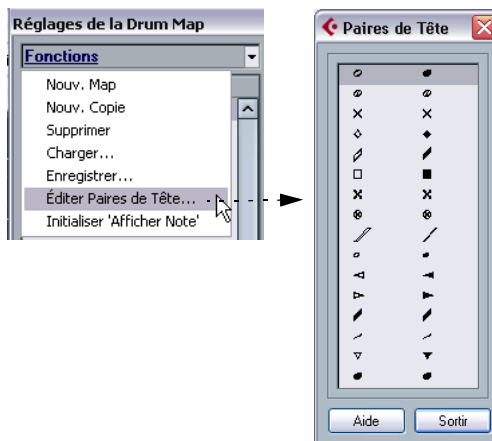 Réglages de la Drum Map
Fonctions
Nouv. Map
Nouv. Copie
Supprimer
Charger...
Enregistrer...
Éditer Paires de Tête...
Initialiser 'Afficher Note'
Paires de Tête
Aide
Sortir